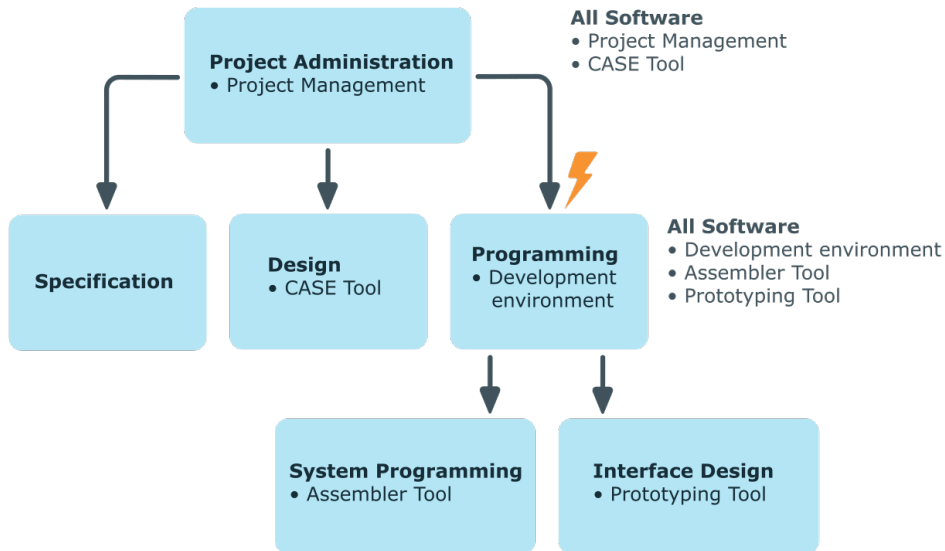 Project Administration
• Project Management
All Software
• Project Management
• CASE Tool
Specification
Design
• CASE Tool
Programming
• Development
environment
All Software
• Development environment
• Assembler Tool
• Prototyping Tool
System Programming
• Assembler Tool
Interface Design
• Prototyping Tool